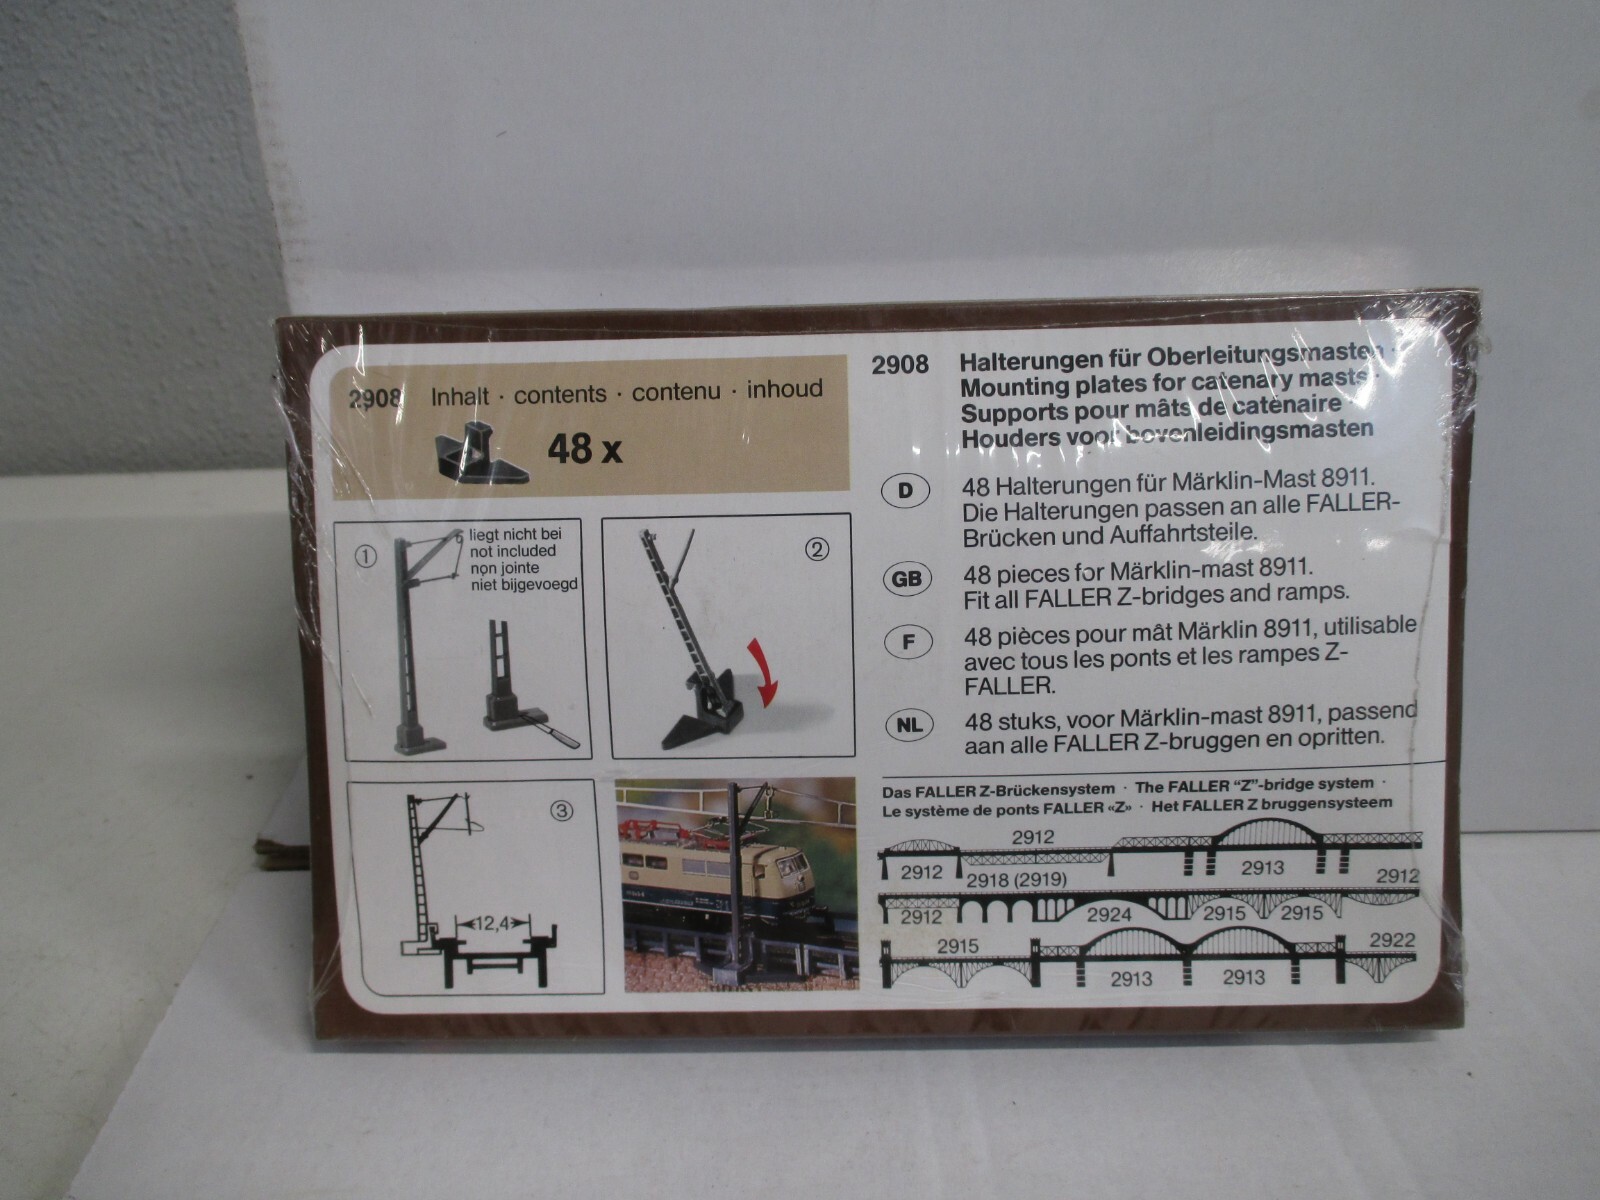 2908 Inhalt · contents · contenu · inhoud
48 x
① liegt nicht bei
not included
non jointe
niet bijgevoegd
②
③
12,4
2908 Halterungen für Oberleitungsmasten ·
Mounting plates for catenary masts ·
Supports pour mâts de catenaire
Houders voor bovenleidingsmasten
D 48 Halterungen für Märklin-Mast 8911.
Die Halterungen passen an alle FALLER-
Brücken und Auffahrtsteile.
GB 48 pieces for Märklin-mast 8911.
Fit all FALLER Z-bridges and ramps.
F 48 pièces pour mât Märklin 8911, utilisable
avec tous les ponts et les rampes Z-
FALLER.
NL 48 stuks, voor Märklin-mast 8911, passend
aan alle FALLER Z-bruggen en opritten.
Das FALLER Z-Brückensystem · The FALLER "Z"-bridge system ·
Le système de ponts FALLER «Z» · Het FALLER Z bruggensysteem
2912
2912 2918 (2919) 2913
2912
2912 2924 2915 2915
2915 2922
2913 2913